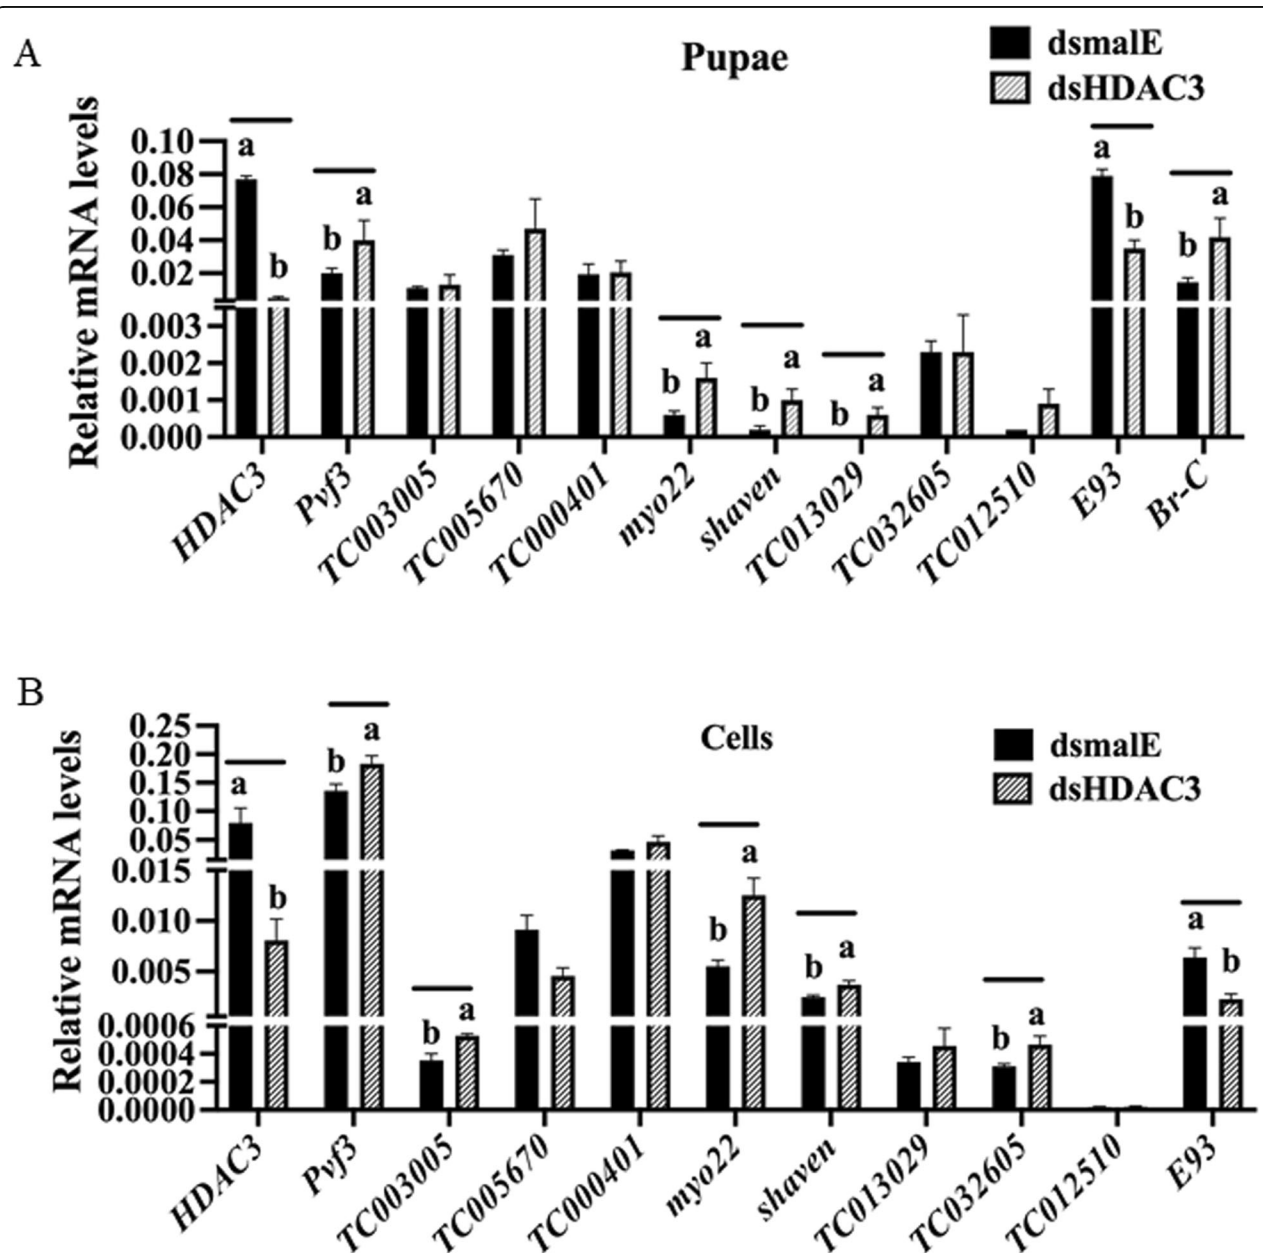 A
Pupae
dsmalE
dsHDAC3
Relative mRNA levels
0.10
0.08
0.06
0.04
0.02
0.003
0.002
0.001
0.000
a
b
b
a
b
a
b
a
b
a
a
b
b
a
HDAC3
Pvf3
TC003005
TC005670
TC000401
myo22
shaven
TC013029
TC032605
TC012510
E93
Br-C
B
Cells
dsmalE
dsHDAC3
Relative mRNA levels
0.25
0.20
0.15
0.10
0.05
0.015
0.010
0.005
0.0006
0.0004
0.0002
0.0000
a
b
b
a
b
a
b
a
b
a
b
a
a
b
HDAC3
Pvf3
TC003005
TC005670
TC000401
myo22
shaven
TC013029
TC032605
TC012510
E93